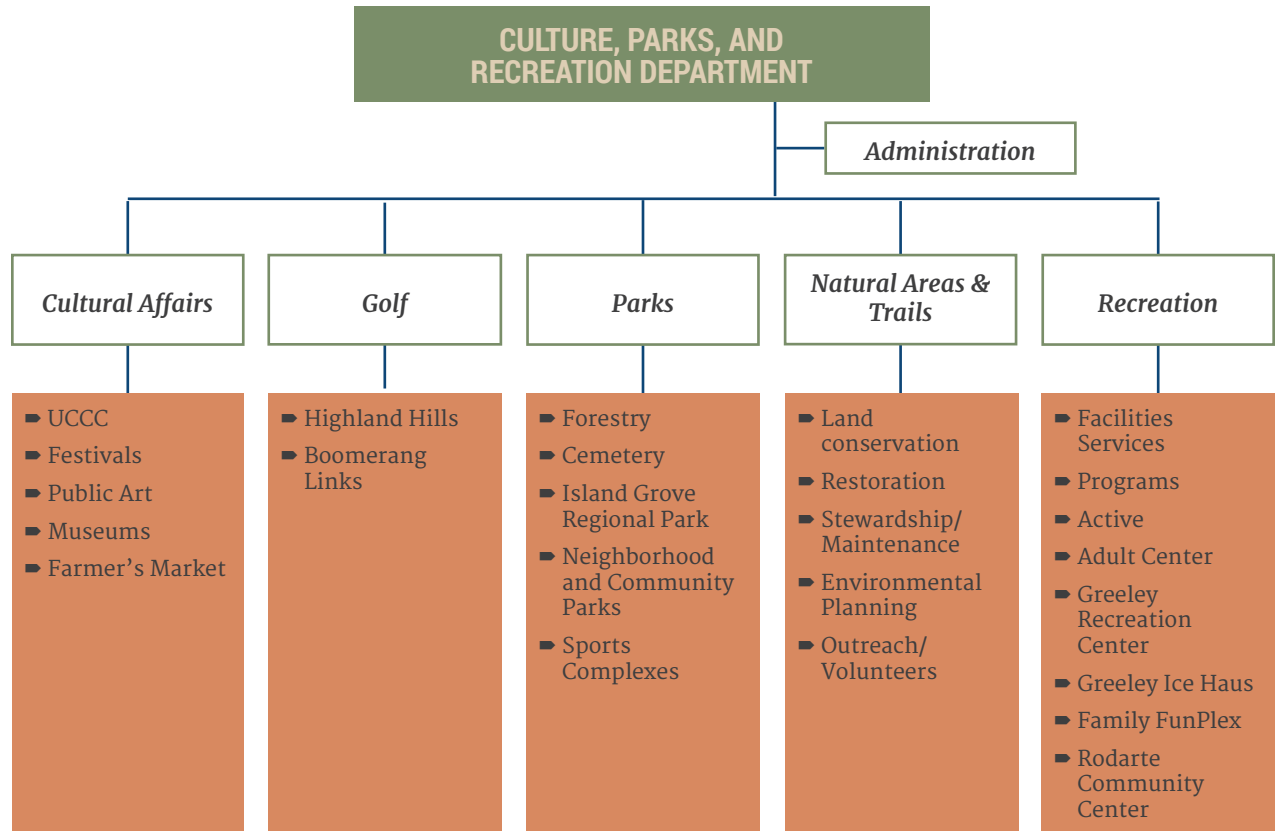 CULTURE, PARKS, AND
RECREATION DEPARTMENT
Administration
Cultural Affairs
Golf
Parks
Natural Areas &
Trails
Recreation
UCCC
Festivals
Public Art
Museums
Farmer’s Market
Highland Hills
Boomerang
Links
Forestry
Cemetery
Island Grove
Regional Park
Neighborhood
and Community
Parks
Sports
Complexes
Land
conservation
Restoration
Stewardship/
Maintenance
Environmental
Planning
Outreach/
Volunteers
Facilities
Services
Programs
Active
Adult Center
Greeley
Recreation
Center
Greeley Ice Haus
Family FunPlex
Rodarte
Community
Center